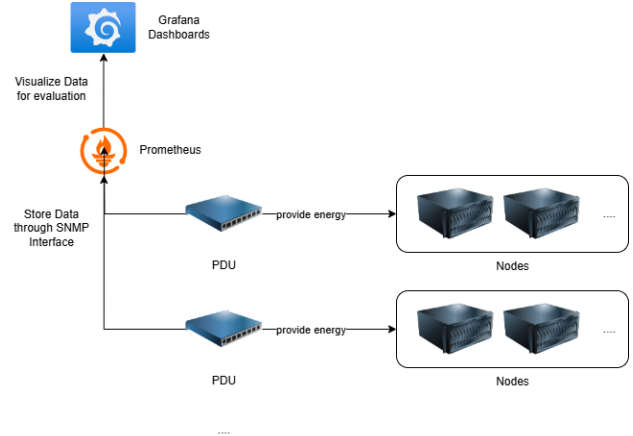 Grafana
Dashboards
Visualize Data
for evaluation
Prometheus
Store Data
through SNMP
Interface
provide energy
....
PDU
Nodes
provide energy
....
PDU
Nodes
....